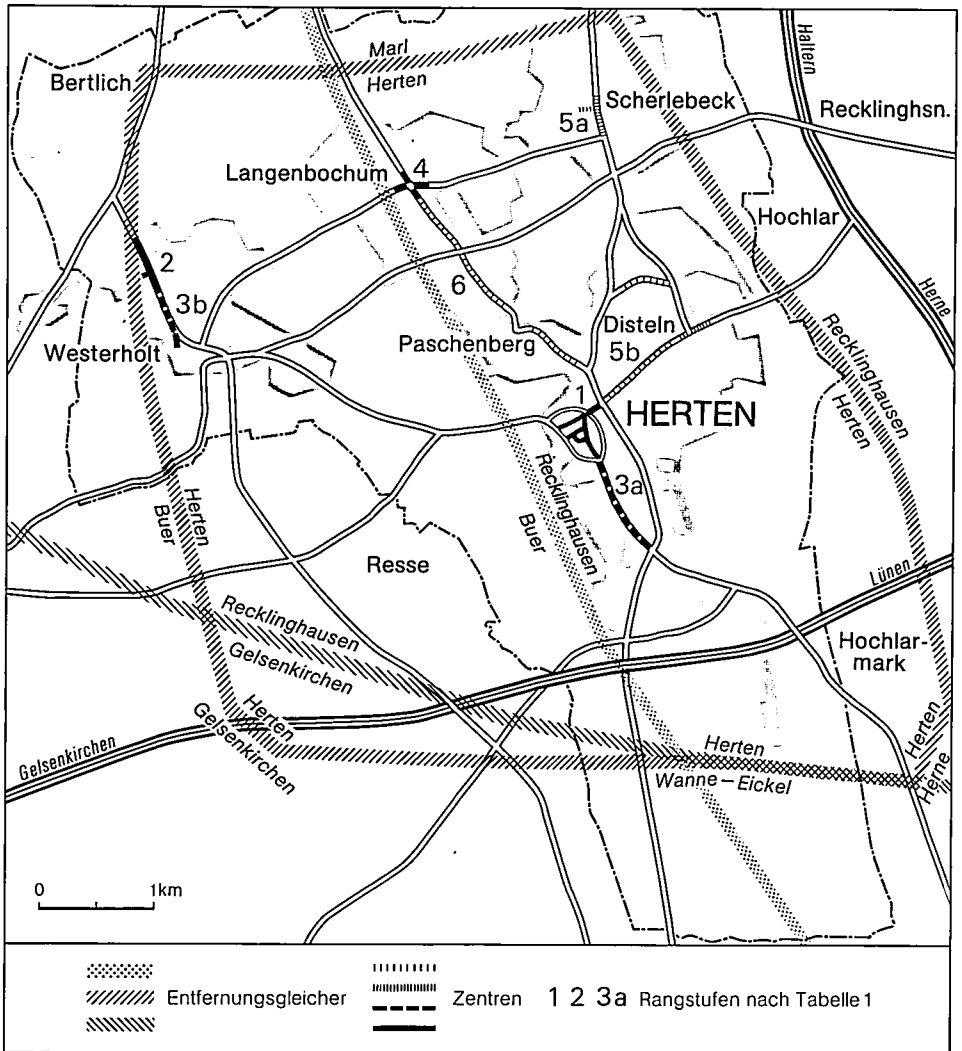 Marl
Herten
Bertlich
Haltern
Scherlebeck
Recklinghsn.
5a
Langenbochum
4
Hochlar
2
3b
6
Herne
Westerholt
Paschenberg
Disteln
5b
Recklinghausen
Herten
1
HERTEN
3a
Recklinghausen
Buer
Herten
Buer
Resse
Lünen
Recklinghausen
Gelsenkirchen
Hochlar-
mark
Herten
Gelsenkirchen
Gelsenkirchen
Herten
Wanne-Eickel
Herten
Herne
0 1km
Entfernungsgleicher
Zentren
1 2 3a Rangstufen nach Tabelle 1